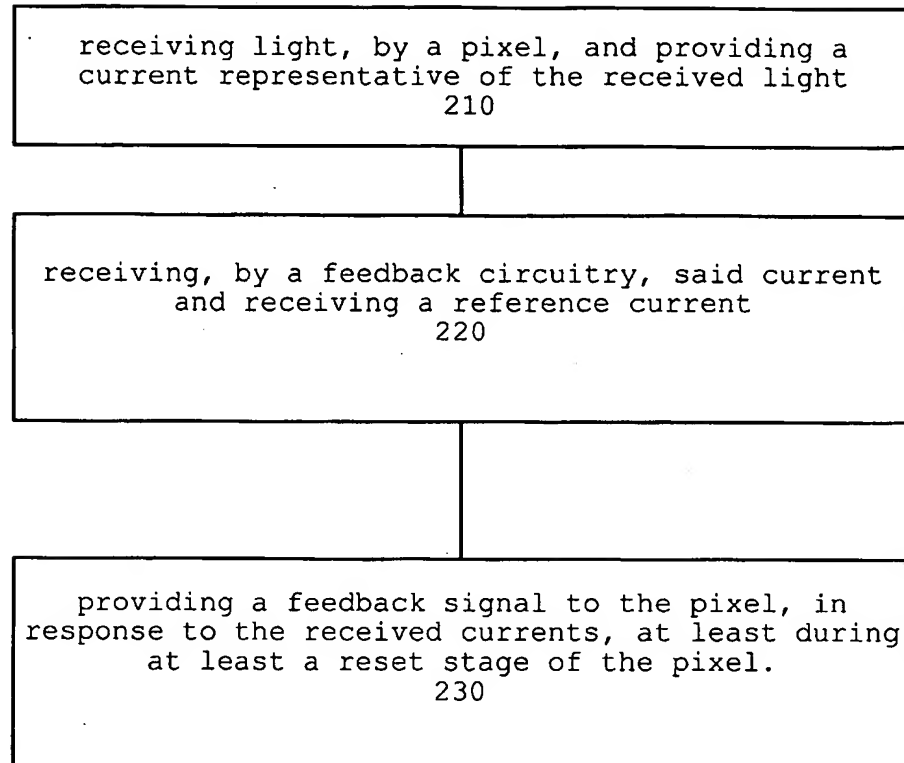 receiving light, by a pixel, and providing a
current representative of the received light
210
receiving, by a feedback circuitry, said current
and receiving a reference current
220
providing a feedback signal to the pixel, in
response to the received currents, at least during
at least a reset stage of the pixel.
230